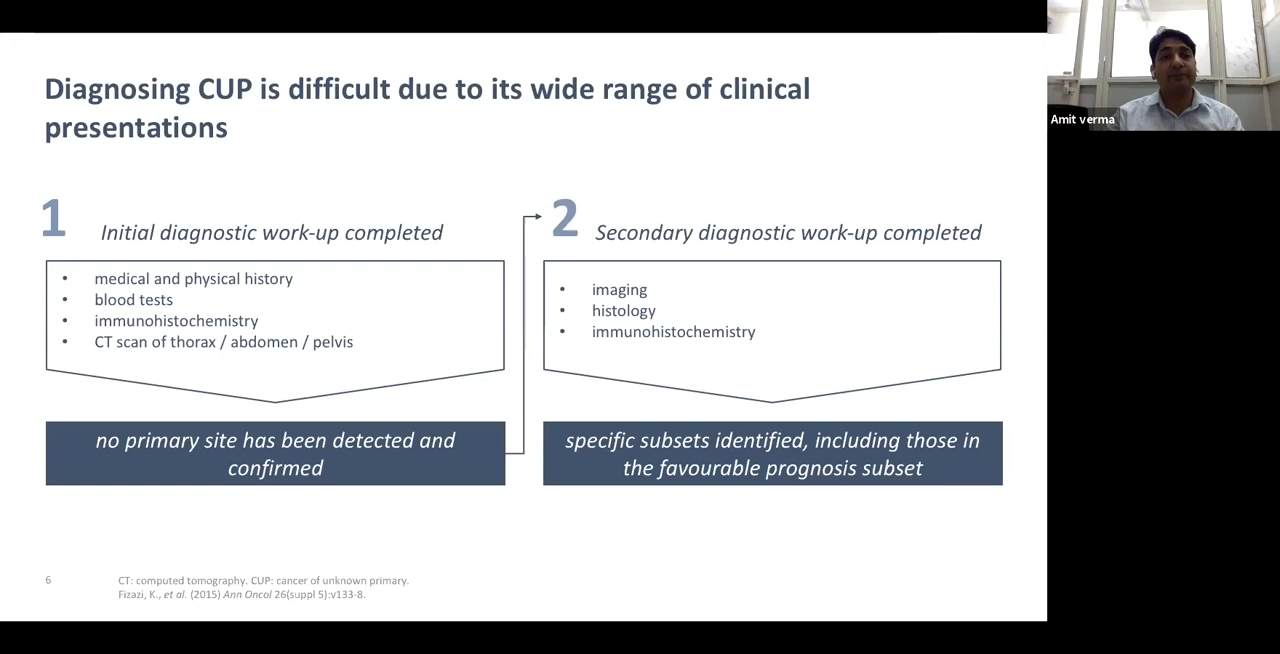 Diagnosing CUP is difficult due to its wide range of clinical
presentations
1
Initial diagnostic work-up completed
• medical and physical history
• blood tests
• immunohistochemistry
• CT scan of thorax / abdomen / pelvis
no primary site has been detected and
confirmed
2
Secondary diagnostic work-up completed
• imaging
• histology
• immunohistochemistry
specific subsets identified, including those in
the favourable prognosis subset
6
CT: computed tomography. CUP: cancer of unknown primary.
Fizazi, K., et al. (2015) Ann Oncol 26(suppl 5):v133-8.
Amit verma